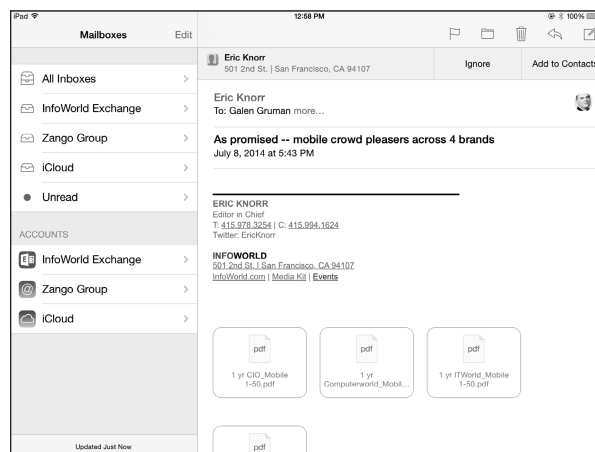 iPad 12:58 PM 100%
Mailboxes Edit
All Inboxes
InfoWorld Exchange
Zango Group
iCloud
Unread
ACCOUNTS
InfoWorld Exchange
Zango Group
iCloud
Updated Just Now
Eric Knorr
501 2nd St. | San Francisco, CA 94107
Ignore
Add to Contacts
Eric Knorr
To: Galen Gruman more...
As promised -- mobile crowd pleasers across 4 brands
July 8, 2014 at 5:43 PM
ERIC KNORR
Editor in Chief
T: 415.978.3254 | C: 415.994.1624
Twitter: EricKnorr
INFOWORLD
501 2nd St. | San Francisco, CA 94107
InfoWorld.com | Media Kit | Events
pdf
1 yr CIO_Mobile
1-50.pdf
pdf
1 yr
Computerworld_Mobil...
pdf
1 yr ITWorld_Mobile
1-50.pdf
pdf